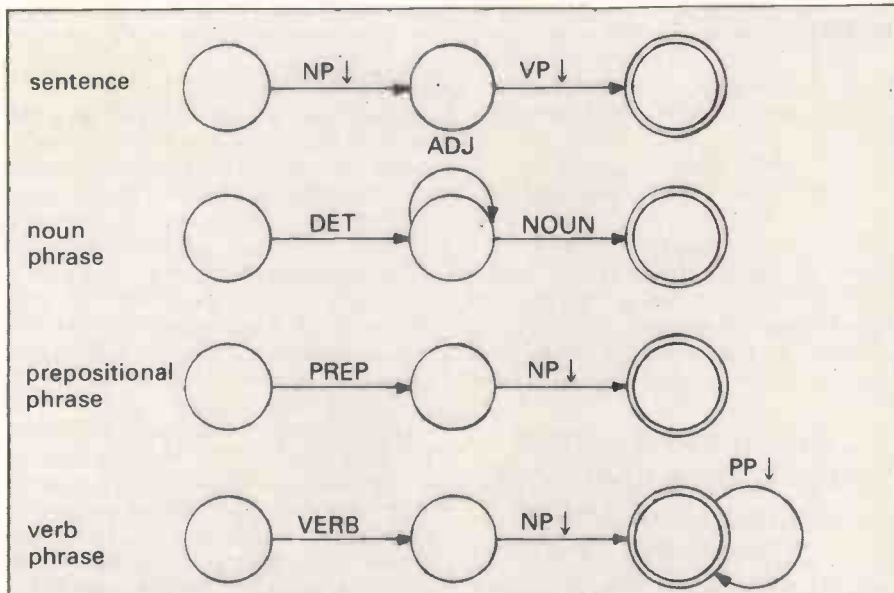 sentence
NP ↓
VP ↓
ADJ
noun
phrase
DET
NOUN
prepositional
phrase
PREP
NP ↓
PP ↓
verb
phrase
VERB
NP ↓